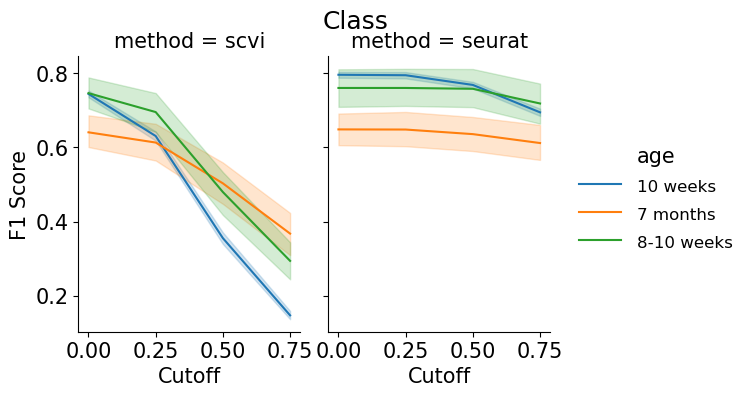 Class
method = scvi
method = seurat
F1 Score
0.8
0.6
0.4
0.2
0.00 0.25 0.50 0.75
0.00 0.25 0.50 0.75
Cutoff
Cutoff
age
10 weeks
7 months
8-10 weeks